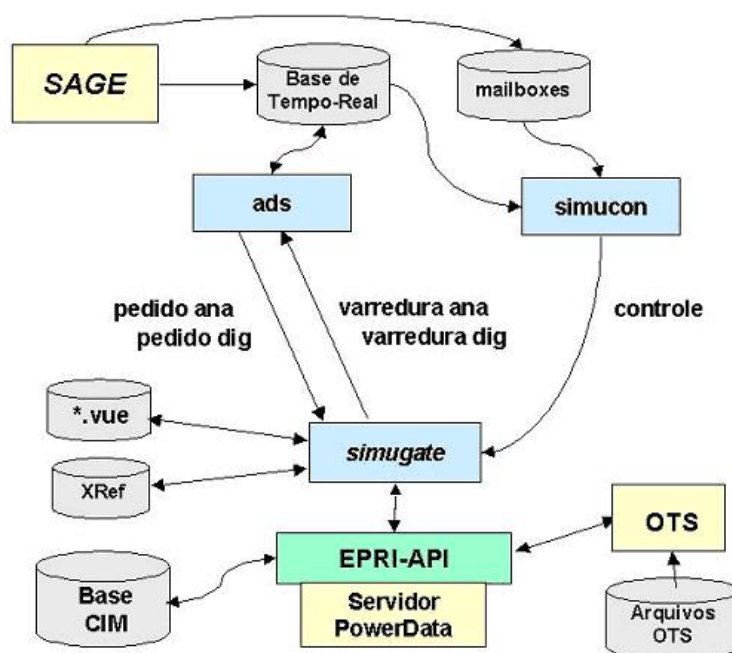 SAGE
Base de
Tempo-Real
mailboxes
ads
simucon
pedido ana
pedido dig
varredura ana
varredura dig
controle
*.vue
simugate
XRef
OTS
EPRI-API
Base
CIM
Servidor
PowerData
Arquivos
OTS